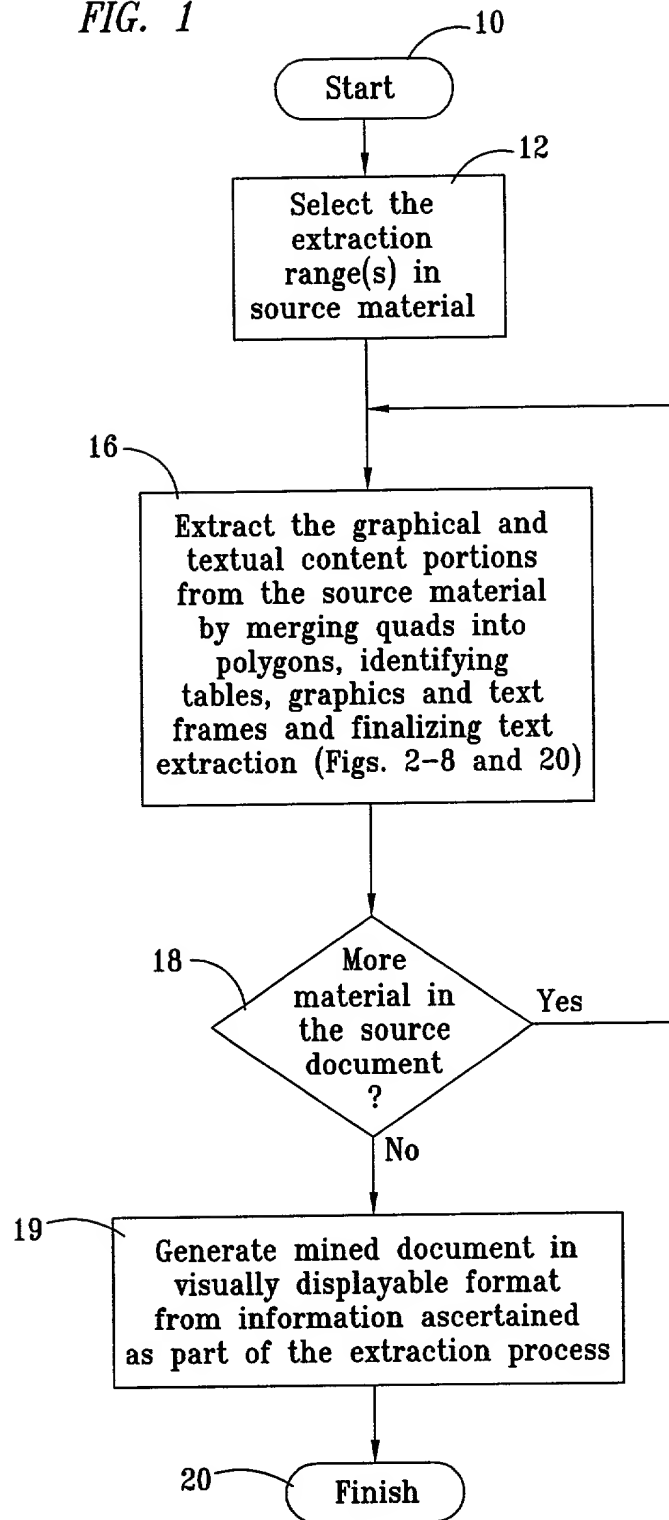 FIG. 1
10
Start
12
Select the
extraction
range(s) in
source material
16
Extract the graphical and
textual content portions
from the source material
by merging quads into
polygons, identifying
tables, graphics and text
frames and finalizing text
extraction (Figs. 2-8 and 20)
18
More
material in
the source
document
?
Yes
No
19
Generate mined document in
visually displayable format
from information ascertained
as part of the extraction process
20
Finish